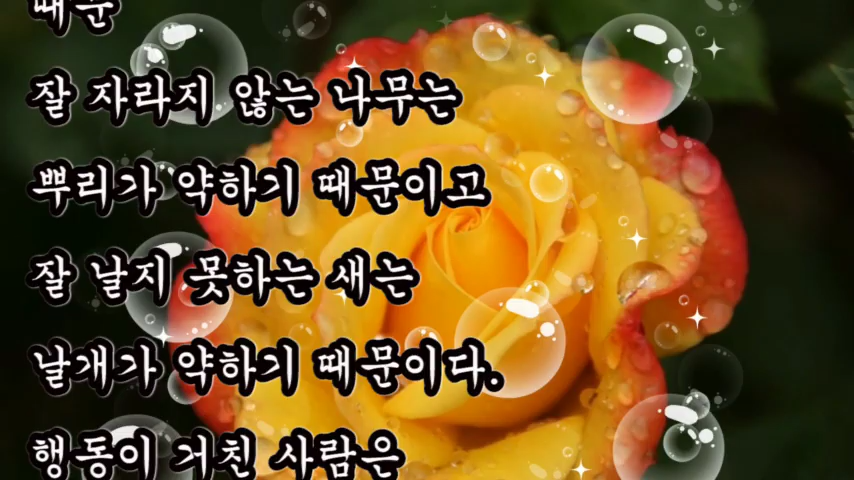 때문
잘 자라지 않는 나무는
뿌리가 약하기 때문이고
잘 날지 못하는 새는
날개가 약하기 때문이다.
행동이 거친 사람은